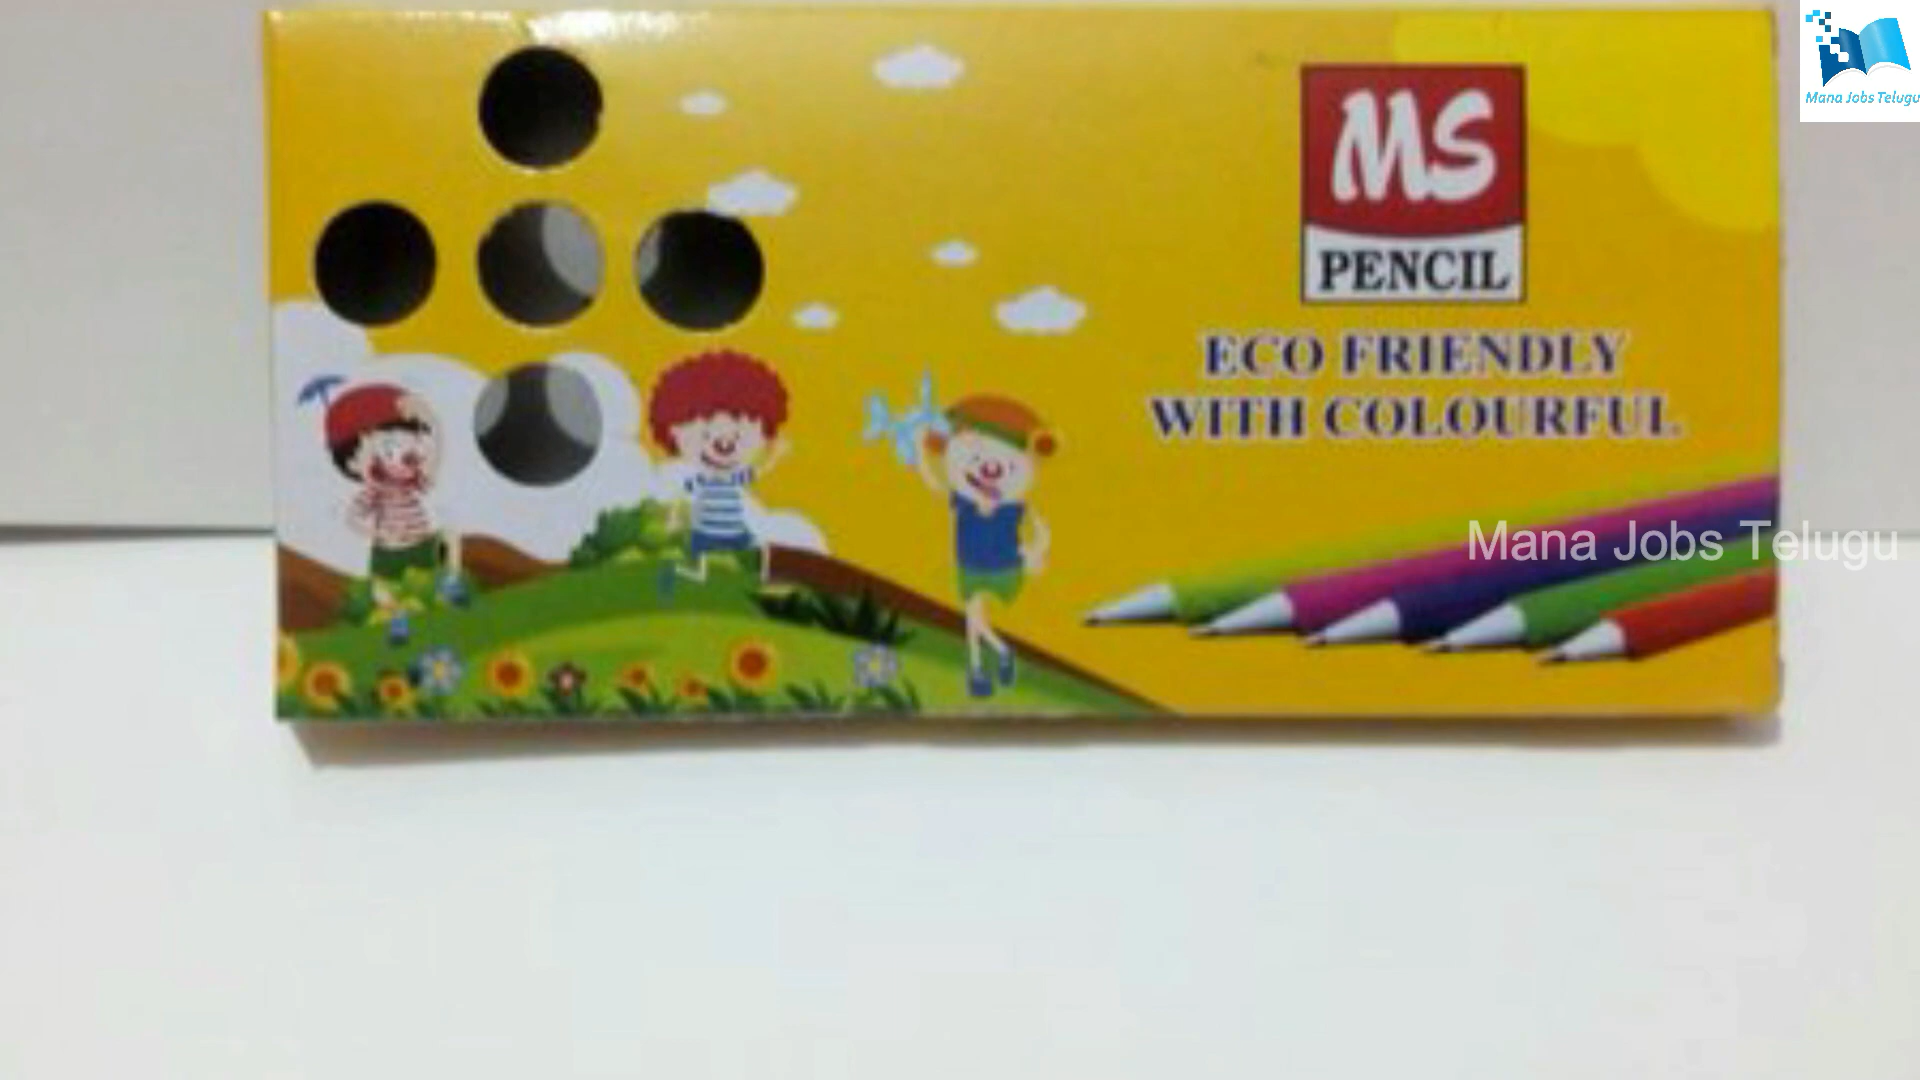 Mana Jobs Telugu
MS
PENCIL
ECO FRIENDLY
WITH COLOURFUL
Mana Jobs Telugu